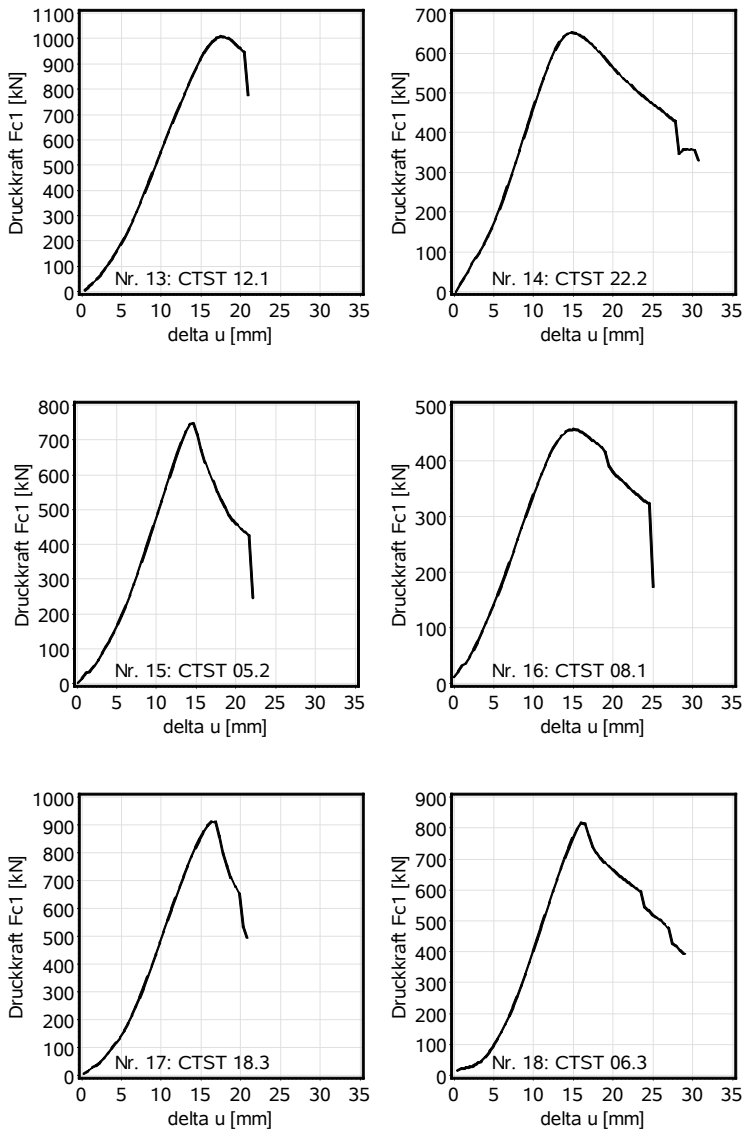 1100
1000
900
800
700
600
500
400
300
200
100
0
Druckkraft Fc1 [kN]
Nr. 13: CTST 12.1
0 5 10 15 20 25 30 35
delta u [mm]
700
600
500
400
300
200
100
0
Druckkraft Fc1 [kN]
Nr. 14: CTST 22.2
0 5 10 15 20 25 30 35
delta u [mm]
800
700
600
500
400
300
200
100
0
Druckkraft Fc1 [kN]
Nr. 15: CTST 05.2
0 5 10 15 20 25 30 35
delta u [mm]
500
400
300
200
100
0
Druckkraft Fc1 [kN]
Nr. 16: CTST 08.1
0 5 10 15 20 25 30 35
delta u [mm]
1000
900
800
700
600
500
400
300
200
100
0
Druckkraft Fc1 [kN]
Nr. 17: CTST 18.3
0 5 10 15 20 25 30 35
delta u [mm]
900
800
700
600
500
400
300
200
100
0
Druckkraft Fc1 [kN]
Nr. 18: CTST 06.3
0 5 10 15 20 25 30 35
delta u [mm]